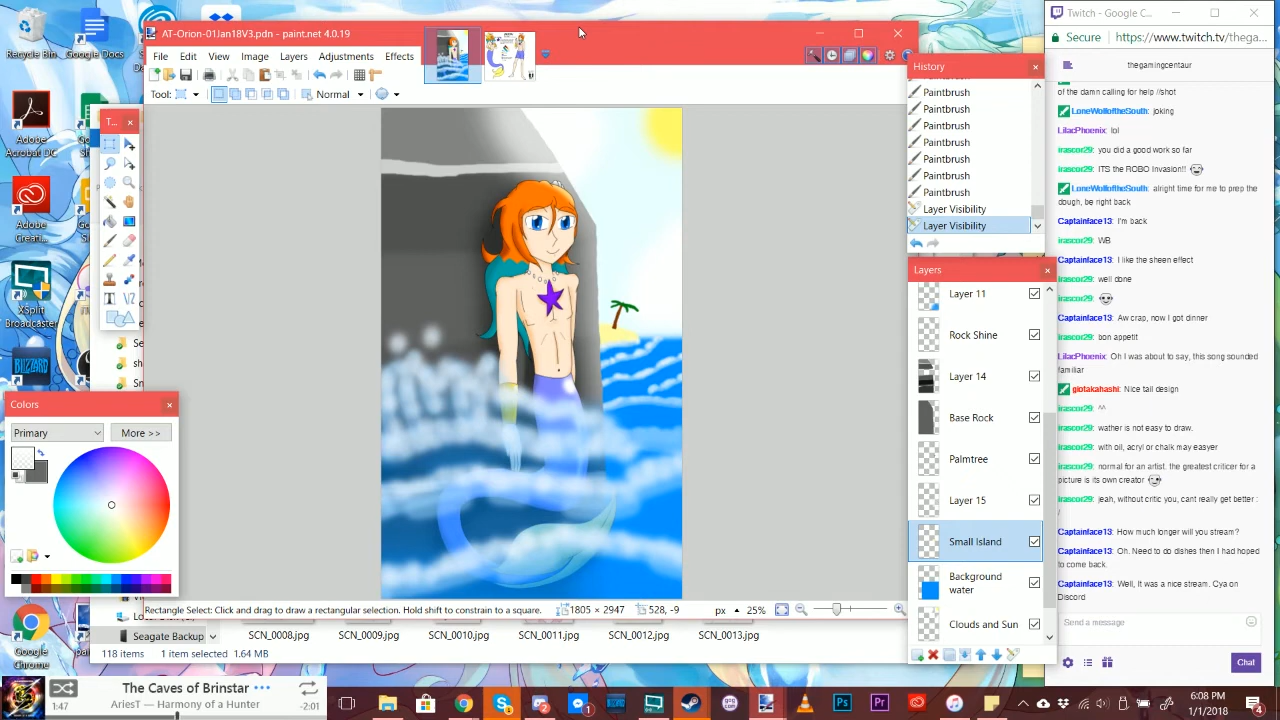 Recycle Bin
Google Docs
Adobe
Acrobat DC
Adobe
Creati...
XSplit
Broadcaster
BLIZZARD
Google
Chrome
AT-Orion-01Jan18V3.pdn - paint.net 4.0.19
File Edit View Image Layers Adjustments Effects
Tool:
Normal
T...
Colors
Primary
More >>
History
Paintbrush
Paintbrush
Paintbrush
Paintbrush
Paintbrush
Paintbrush
Paintbrush
Layer Visibility
Layer Visibility
Layers
Layer 11
Rock Shine
Layer 14
Base Rock
Palmtree
Layer 15
Small Island
Background
water
Clouds and Sun
Rectangle Select: Click and drag to draw a rectangular selection. Hold shift to constrain to a square.
1805 × 2947
528, -9
px
25%
Seagate Backup
SCN_0008.jpg
SCN_0009.jpg
SCN_0010.jpg
SCN_0011.jpg
SCN_0012.jpg
SCN_0013.jpg
118 items 1 item selected 1.64 MB
The Caves of Brinstar
AriesT — Harmony of a Hunter
1:47
-2:01
Twitch - Google C...
Secure https://www.twitch.tv/thega
thegamingcentaur
of the damn calling for help //shot
LoneWolfoftheSouth: joking
LilacPhoenix: lol
irascor29: you did a good work so far
irascor29: ITS the ROBO Invasion!!
LoneWolfoftheSouth: alright time for me to prep the
dough, be right back
Captainface13: I'm back
irascor29: WB
Captainface13: I like the sheen effect
irascor29: well done
irascor29:
Captainface13: Aw crap, now I got dinner
irascor29: bon appetit
LilacPhoenix: Oh I was about to say, this song sounded
familiar
giotakahashi: Nice tail design
irascor29: ^^
irascor29: wather is not easy to draw.
irascor29: with oil, acryl or chalk may easyer
irascor29: normal for an artist, the greatest criticer for a
picture is its own creator
irascor29: jeah, without critic you, cant really get better :
/
Captainface13: How much longer will you stream?
Captainface13: Oh. Need to do dishes then I had hoped
to come back.
Captainface13: Well, It was a nice stream. Cya on
Discord
Send a message
Chat
Ps
Pr
6:08 PM
1/1/2018